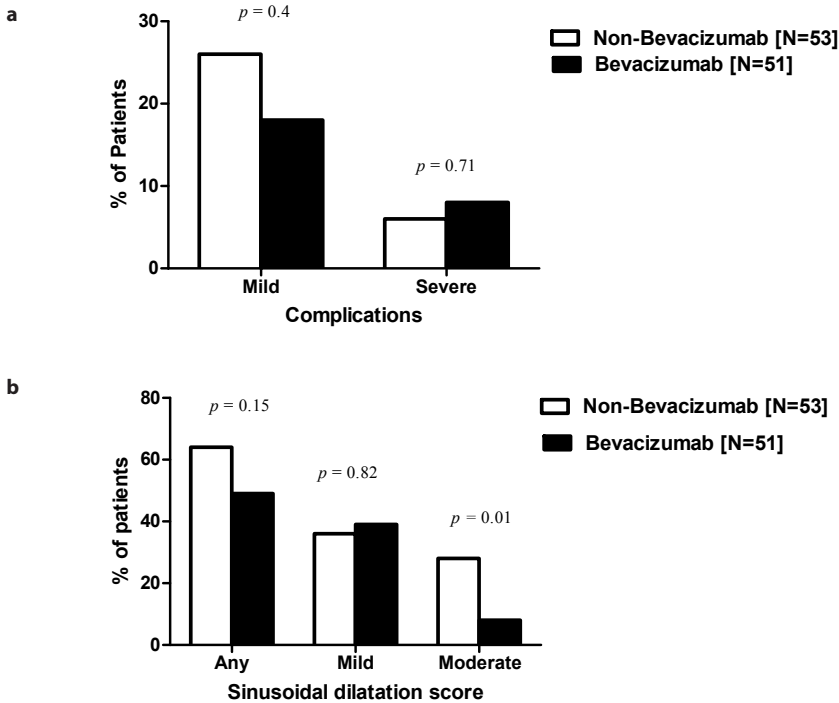 a
30
20
10
0
% of Patients
p = 0.4
p = 0.71
Mild Severe
Complications
Non-Bevacizumab [N=53]
Bevacizumab [N=51]
b
80
60
40
20
0
% of patients
p = 0.15
p = 0.82
p = 0.01
Any Mild Moderate
Sinusoidal dilatation score
Non-Bevacizumab [N=53]
Bevacizumab [N=51]